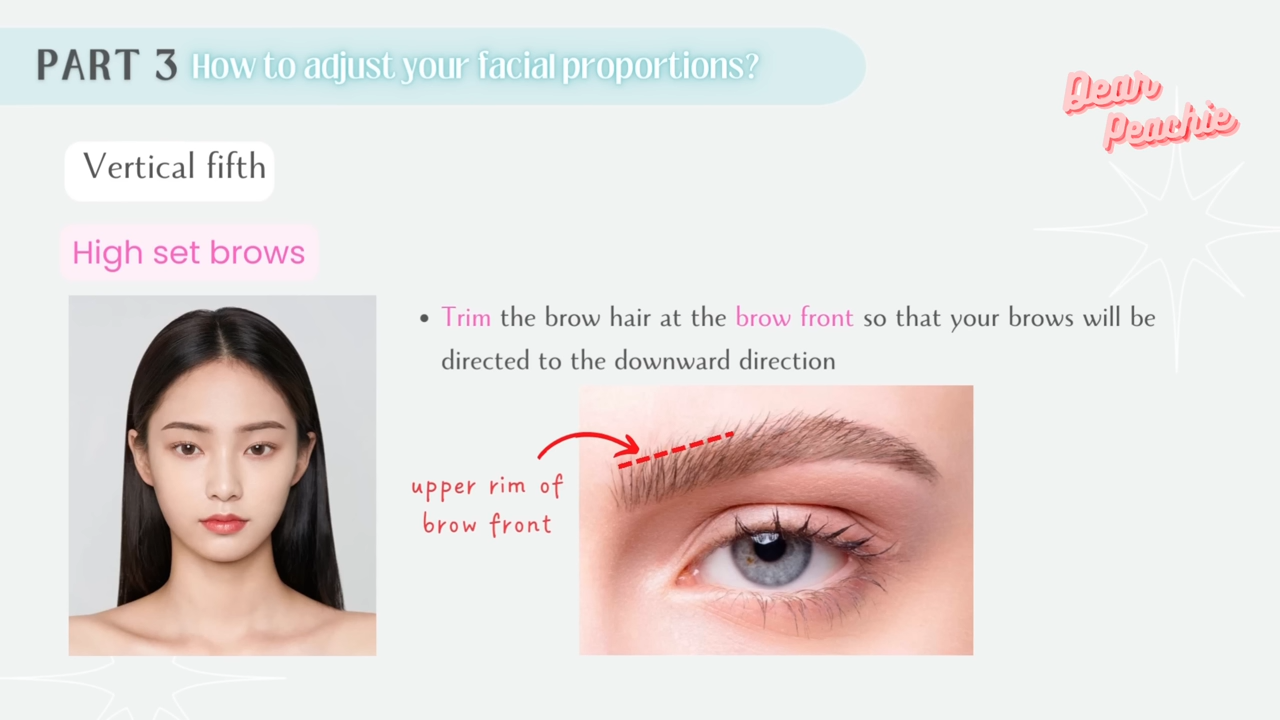 PART 3 How to adjust your facial proportions?
Dear
Peachie
Vertical fifth
High set brows
• Trim the brow hair at the brow front so that your brows will be
directed to the downward direction
upper rim of
brow front